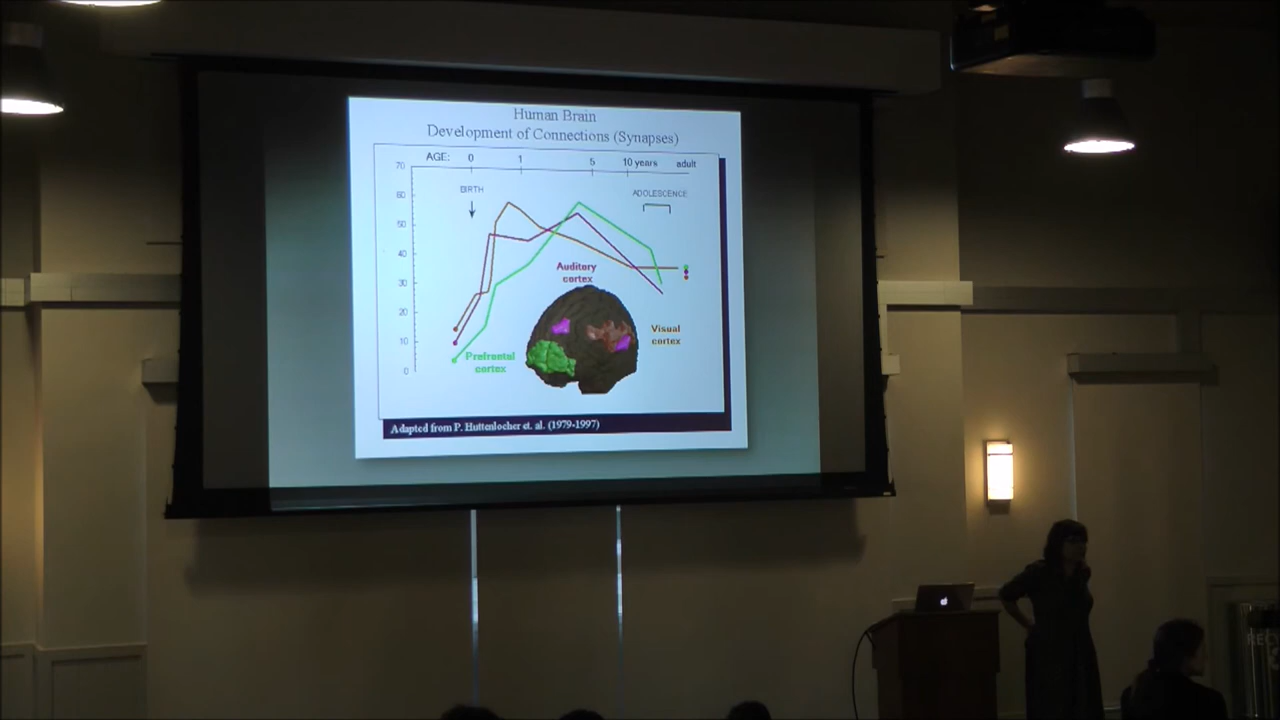 Human Brain
Development of Connections (Synapses)
AGE: 0 1 5 10 years adult
70
60
50
40
30
20
10
0
BIRTH
ADOLESCENCE
Auditory
cortex
Visual
cortex
Prefrontal
cortex
Adapted from P. Huttenlocher et. al. (1979-1997)